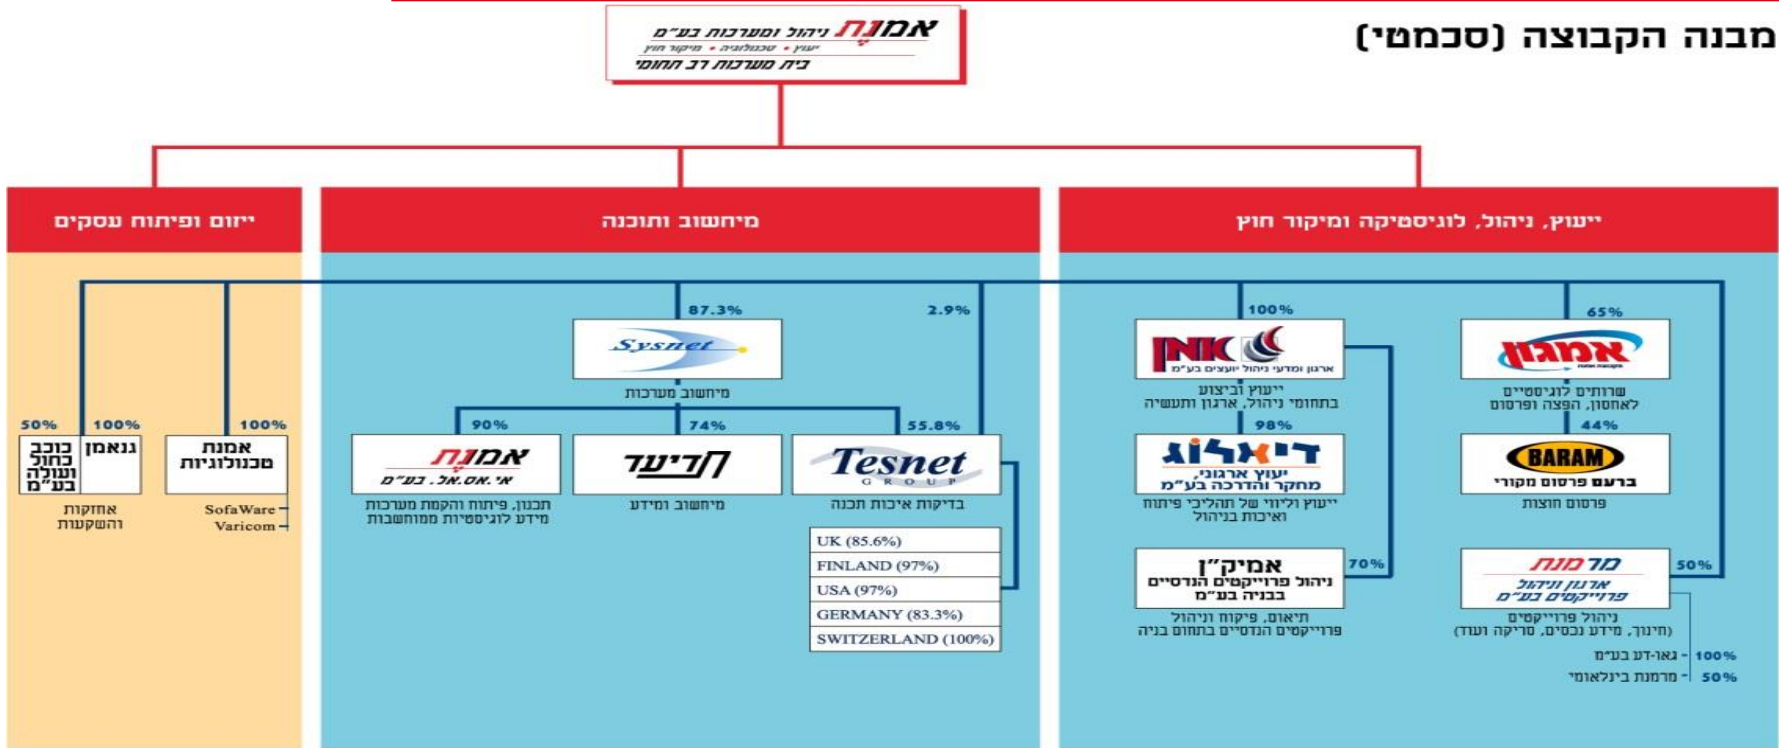 מבנה הקבוצה (סכמטי)
אמנת ניהול ומערכות בע"מ
יעוץ • טכנולוגיה • מיקור חוץ
בית מערכות רב תחומי
ייעוץ, ניהול, לוגיסטיקה ומיקור חוץ
65%
אמגון
מקבוצת אמנת
שרותים לוגיסטיים
לאחסון, הפצה ופרסום
44%
BARAM
ברעם פרסום מקורי
פרסום חוצות
50%
מרמנת
ארגון וניהול
פרוייקטים בע"מ
ניהול פרוייקטים
(חינוך, מידע נכסים, סריקה ועוד)
100% - גאו-דע בע"מ
50% - מרמנת בינלאומי
100%
אמן
ארגון ומדעי ניהול יועצים בע"מ
ייעוץ וביצוע
בתחומי ניהול, ארגון ותעשיה
98%
דיאלוג
יעוץ ארגוני,
מחקר והדרכה בע"מ
ייעוץ וליווי של תהליכי פיתוח
ואיכות בניהול
70%
אמיק"ן
ניהול פרוייקטים הנדסיים
בבניה בע"מ
תיאום, פיקוח וניהול
פרוייקטים הנדסיים בתחום בניה
מיחשוב ותוכנה
2.9%
87.3%
Sysnet
מיחשוב מערכות
55.8%
Tesnet
GROUP
בדיקות איכות תכנה
UK (85.6%)
FINLAND (97%)
USA (97%)
GERMANY (83.3%)
SWITZERLAND (100%)
74%
תדיעד
מיחשוב ומידע
90%
אמנת
אי.אס.אל. בע"מ
תכנון, פיתוח והקמת מערכות
מידע לוגיסטיות ממוחשבות
ייזום ופיתוח עסקים
100%
אמנת
טכנולוגיות
SofaWare
Varicom
100%
גנאמן
50%
כוכב
כחול
ועולה
בע"מ
אחזקות
והשקעות